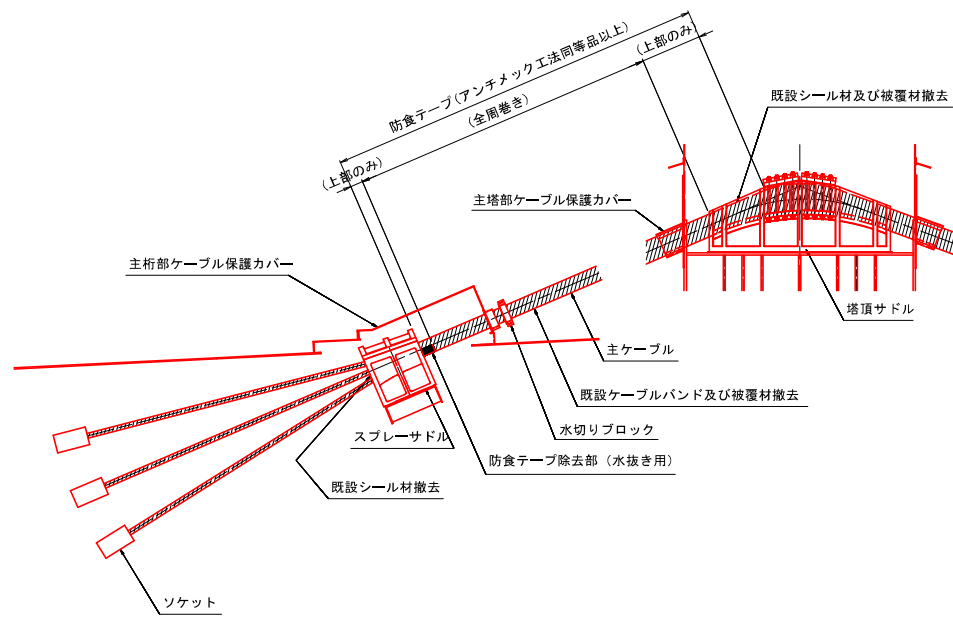 防食テープ(アンチメック工法同等品以上)
(上部のみ)
(全周巻き)
(上部のみ)
既設シール材及び被覆材撤去
主塔部ケーブル保護カバー
主桁部ケーブル保護カバー
塔頂サドル
主ケーブル
既設ケーブルバンド及び被覆材撤去
水切りブロック
スプレーサドル
防食テープ除去部（水抜き用）
既設シール材撤去
ソケット